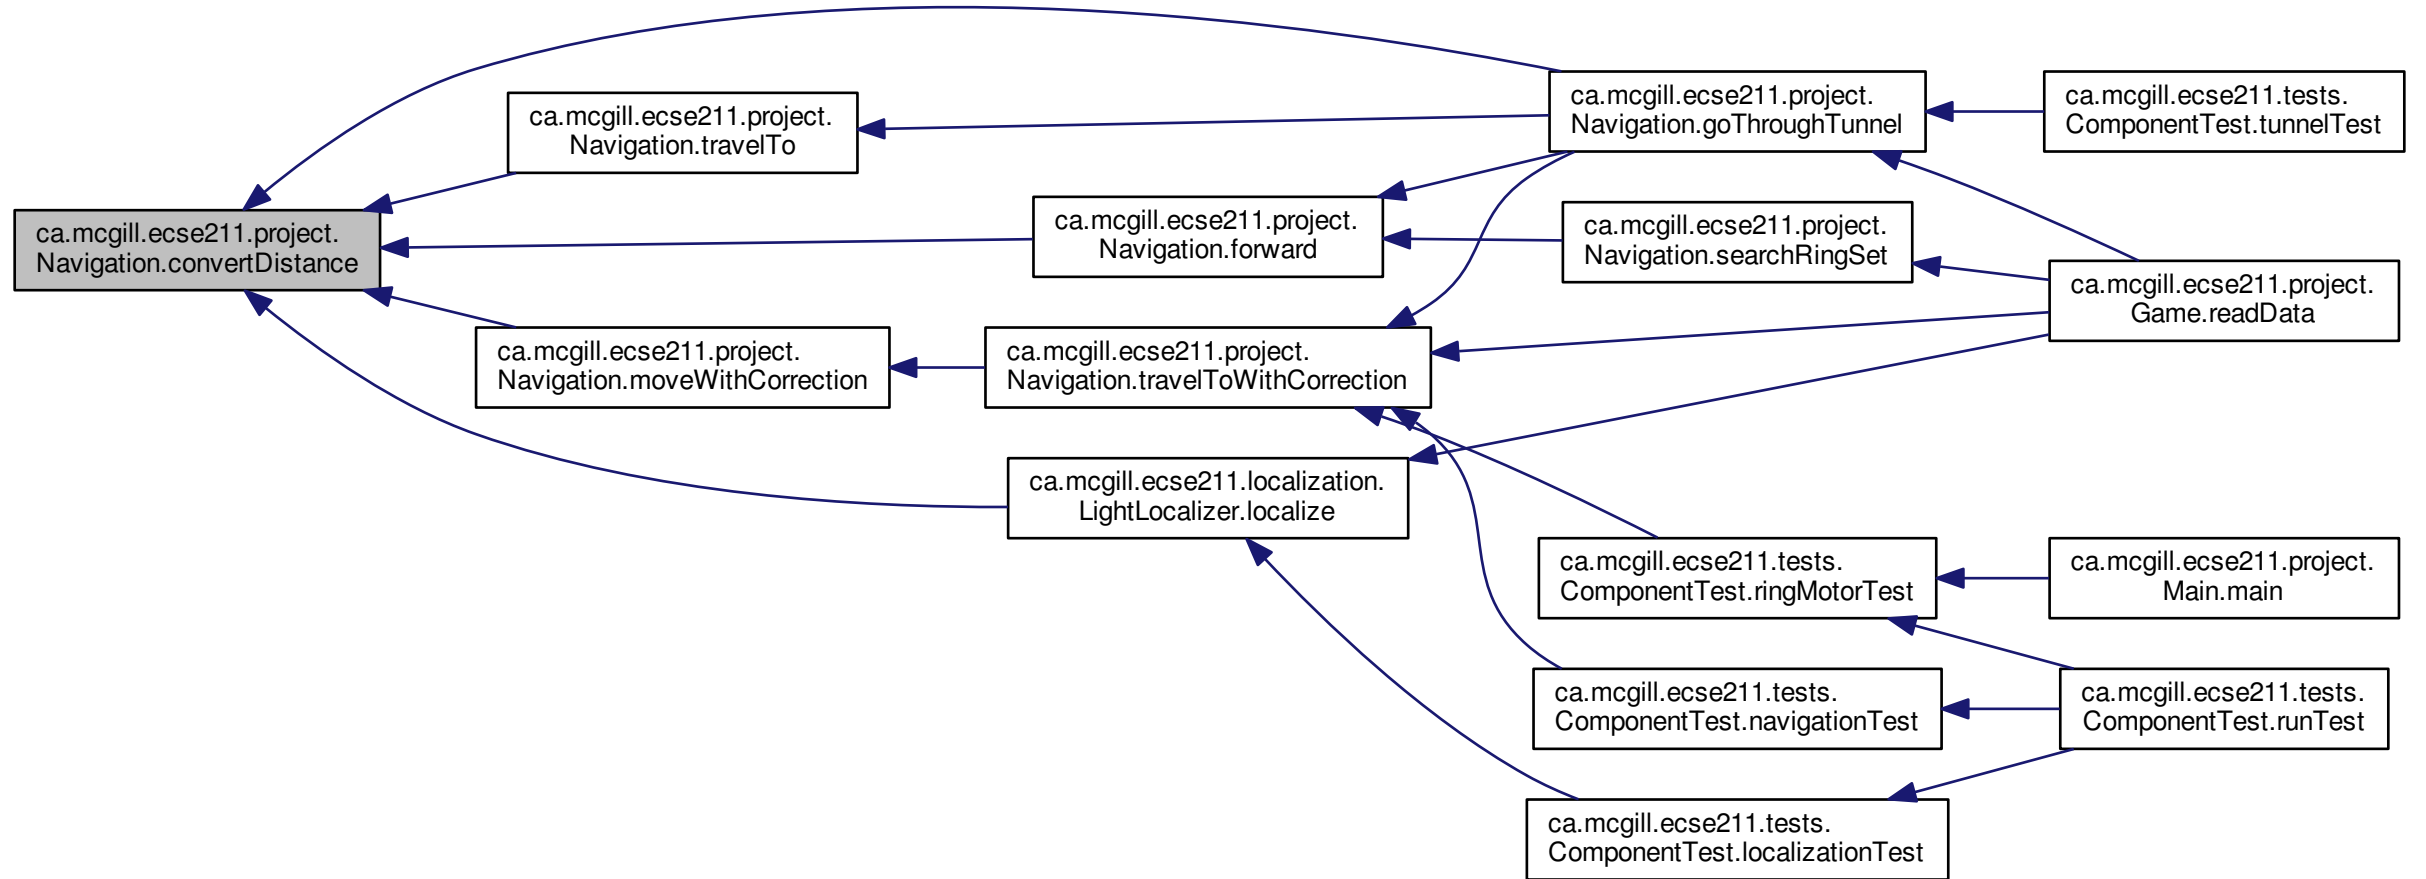 ca.mcgill.ecse211.project.
Navigation.convertDistance
ca.mcgill.ecse211.project.
Navigation.travelTo
ca.mcgill.ecse211.project.
Navigation.forward
ca.mcgill.ecse211.project.
Navigation.moveWithCorrection
ca.mcgill.ecse211.project.
Navigation.travelToWithCorrection
ca.mcgill.ecse211.localization.
LightLocalizer.localize
ca.mcgill.ecse211.project.
Navigation.goThroughTunnel
ca.mcgill.ecse211.project.
Navigation.searchRingSet
ca.mcgill.ecse211.tests.
ComponentTest.ringMotorTest
ca.mcgill.ecse211.tests.
ComponentTest.navigationTest
ca.mcgill.ecse211.tests.
ComponentTest.localizationTest
ca.mcgill.ecse211.tests.
ComponentTest.tunnelTest
ca.mcgill.ecse211.project.
Game.readData
ca.mcgill.ecse211.project.
Main.main
ca.mcgill.ecse211.tests.
ComponentTest.runTest